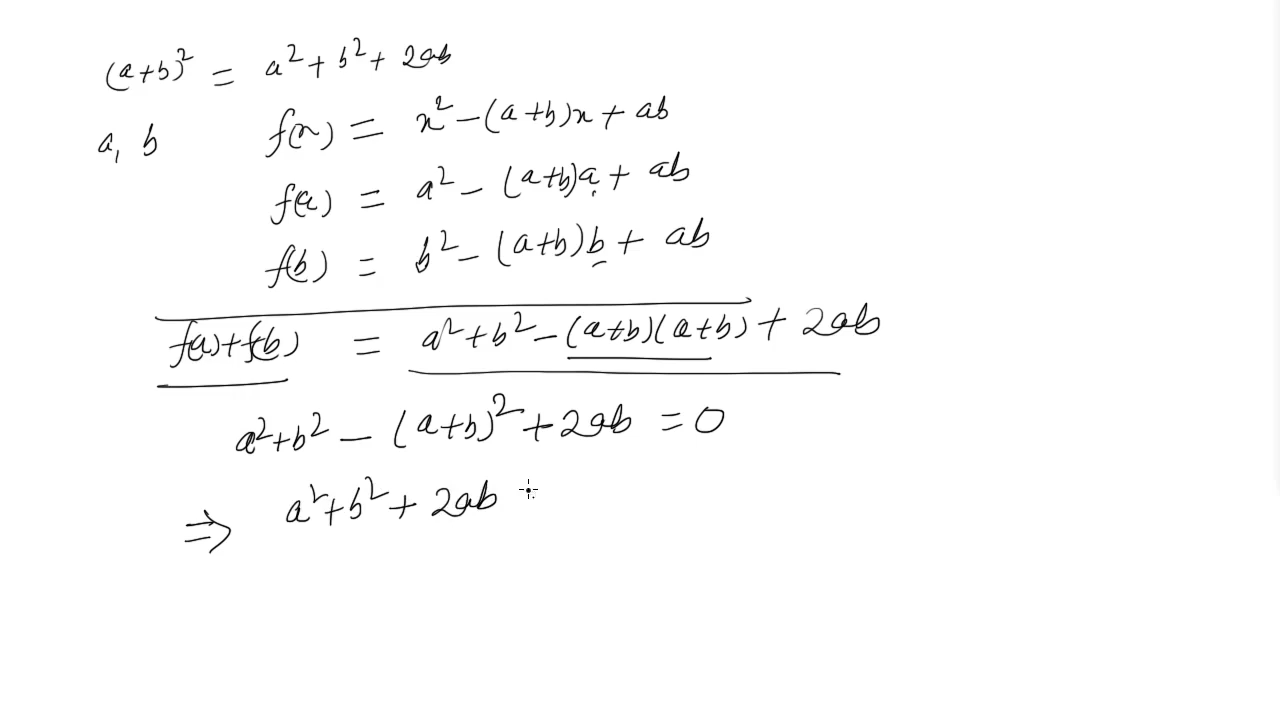 (a+b)² = a² + b² + 2ab
a, b f(x) = x² - (a+b)x + ab
f(a) = a² - (a+b)a + ab
f(b) = b² - (a+b)b + ab
f(a)+f(b) = a² + b² - (a+b)(a+b) + 2ab
a² + b² - (a+b)² + 2ab = 0
⇒ a² + b² + 2ab